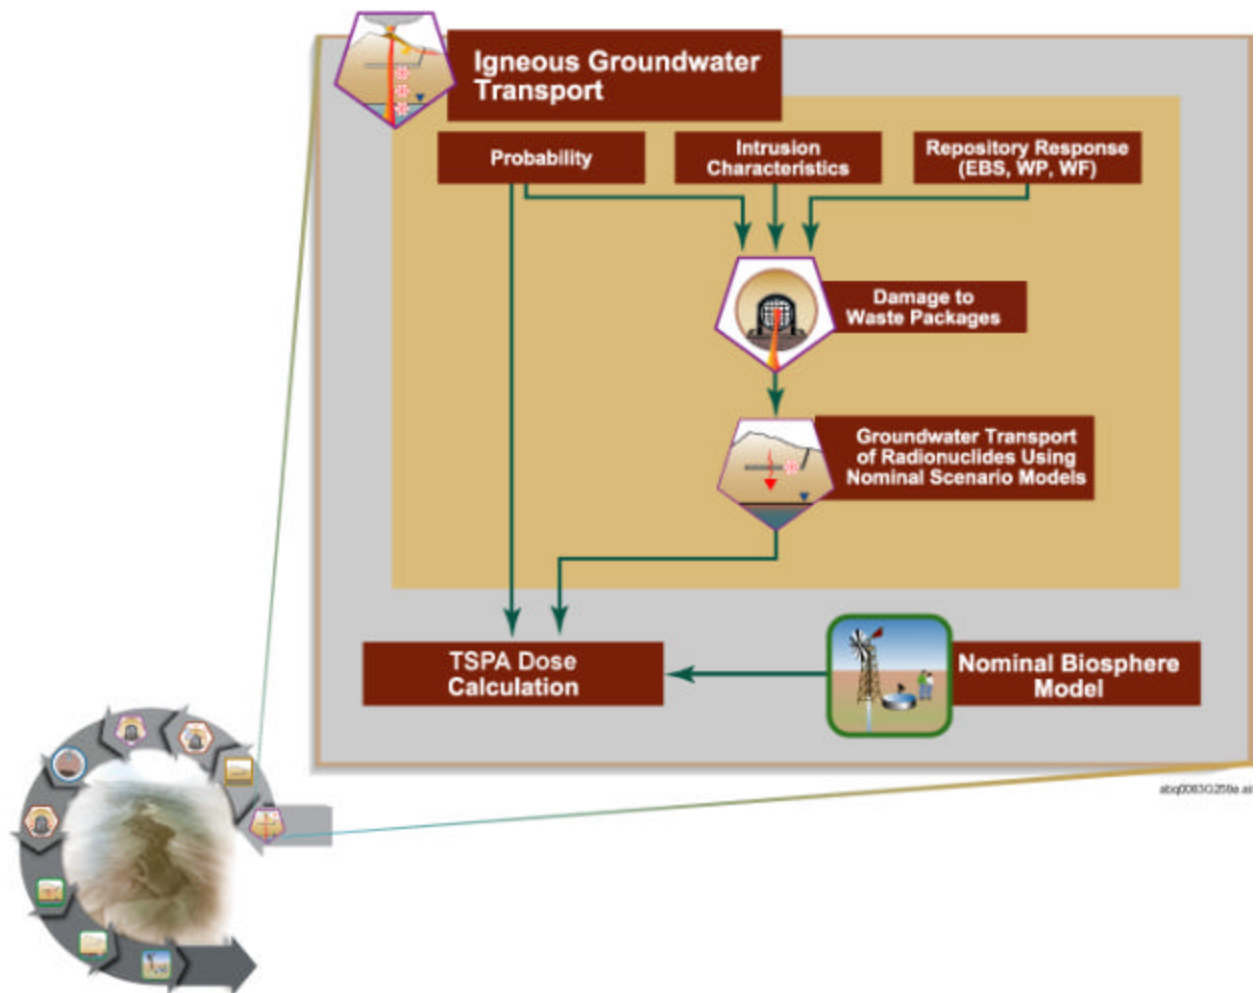 Igneous Groundwater
Transport
Probability
Intrusion
Characteristics
Repository Response
(EBS, WP, WF)
Damage to
Waste Packages
Groundwater Transport
of Radionuclides Using
Nominal Scenario Models
TSPA Dose
Calculation
Nominal Biosphere
Model